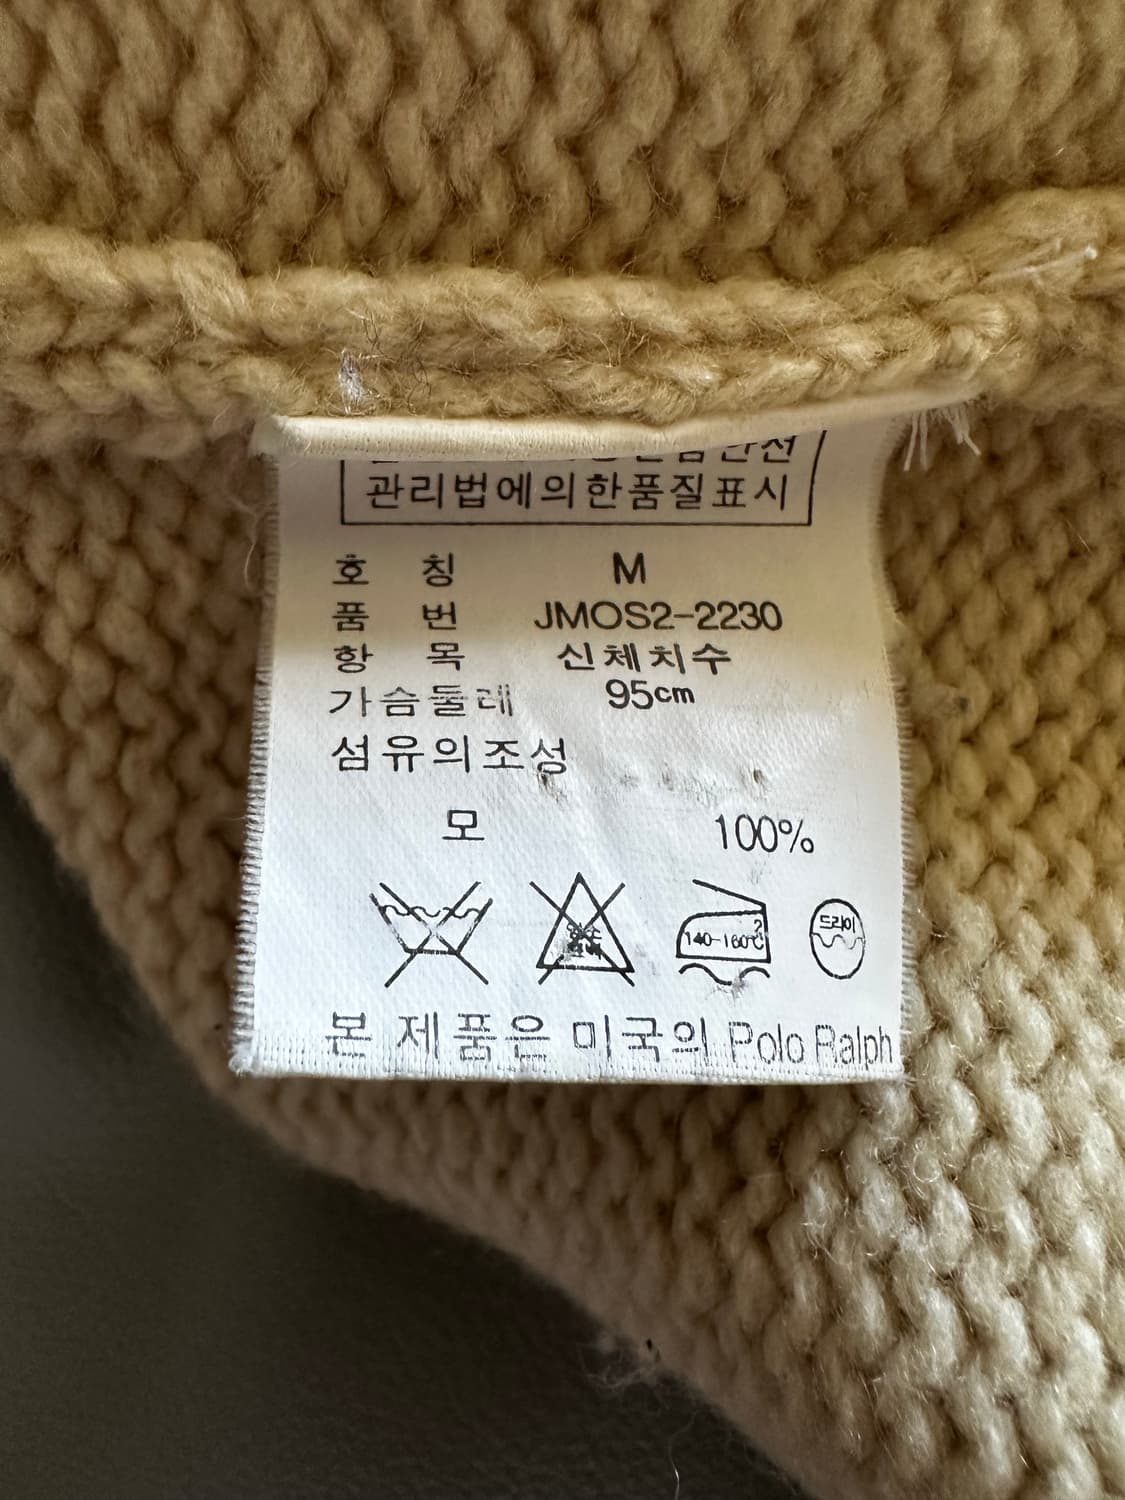 관리법에의한품질표시
호 칭 M
품 번 JMOS2-2230
항 목 신체치수
가슴둘레 95cm
섬유의조성
모 100%
140-160℃ 드라이
본 제품은 미국의 Polo Ralph